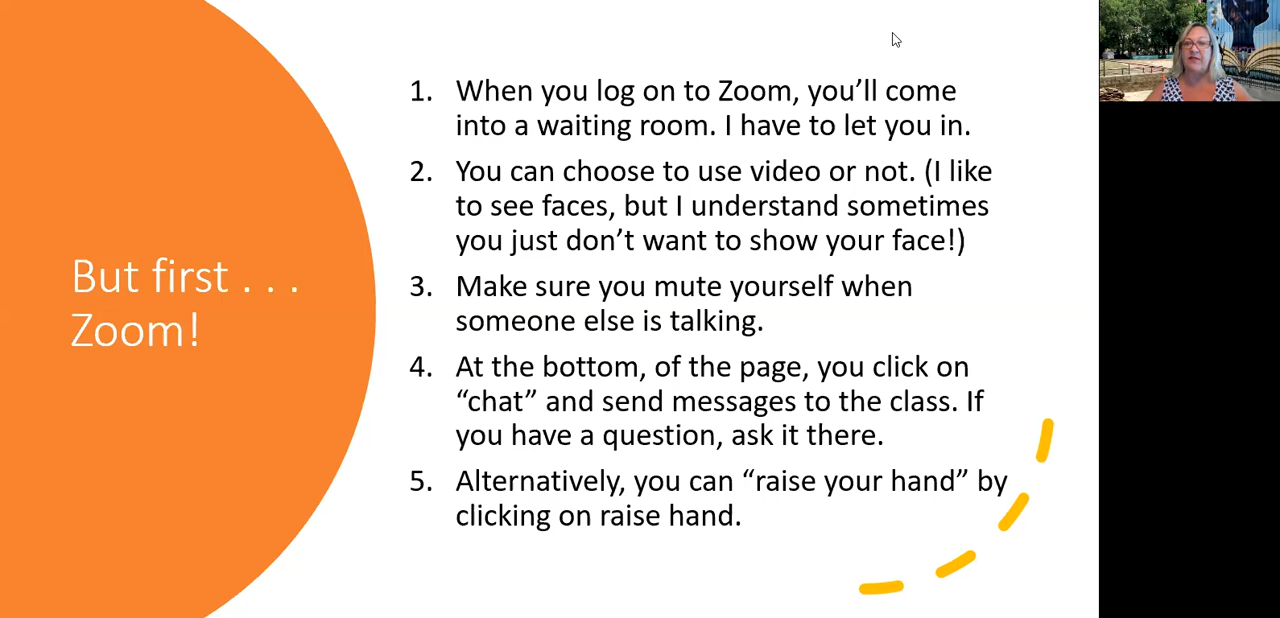 But first . . .
Zoom!
1. When you log on to Zoom, you’ll come
into a waiting room. I have to let you in.
2. You can choose to use video or not. (I like
to see faces, but I understand sometimes
you just don’t want to show your face!)
3. Make sure you mute yourself when
someone else is talking.
4. At the bottom, of the page, you click on
“chat” and send messages to the class. If
you have a question, ask it there.
5. Alternatively, you can “raise your hand” by
clicking on raise hand.